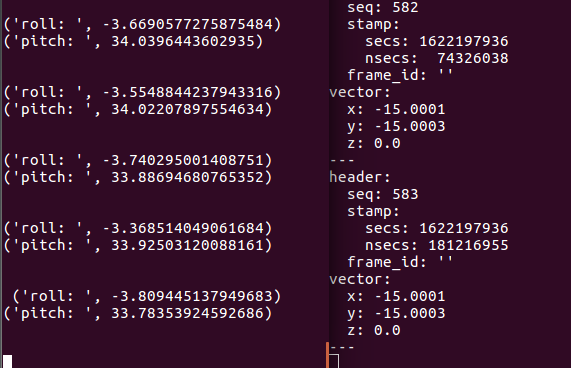 ('roll: ', -3.6690577275875484)
('pitch: ', 34.0396443602935)
('roll: ', -3.5548844237943316)
('pitch: ', 34.02207897554634)
('roll: ', -3.740295001408751)
('pitch: ', 33.88694680765352)
('roll: ', -3.368514049061684)
('pitch: ', 33.92503120088161)
('roll: ', -3.809445137949683)
('pitch: ', 33.78353924592686)
seq: 582
stamp:
secs: 1622197936
nsecs:  74326038
frame_id: ''
vector:
x: -15.0001
y: -15.0003
z: 0.0
---
header:
seq: 583
stamp:
secs: 1622197936
nsecs: 181216955
frame_id: ''
vector:
x: -15.0001
y: -15.0003
z: 0.0
---